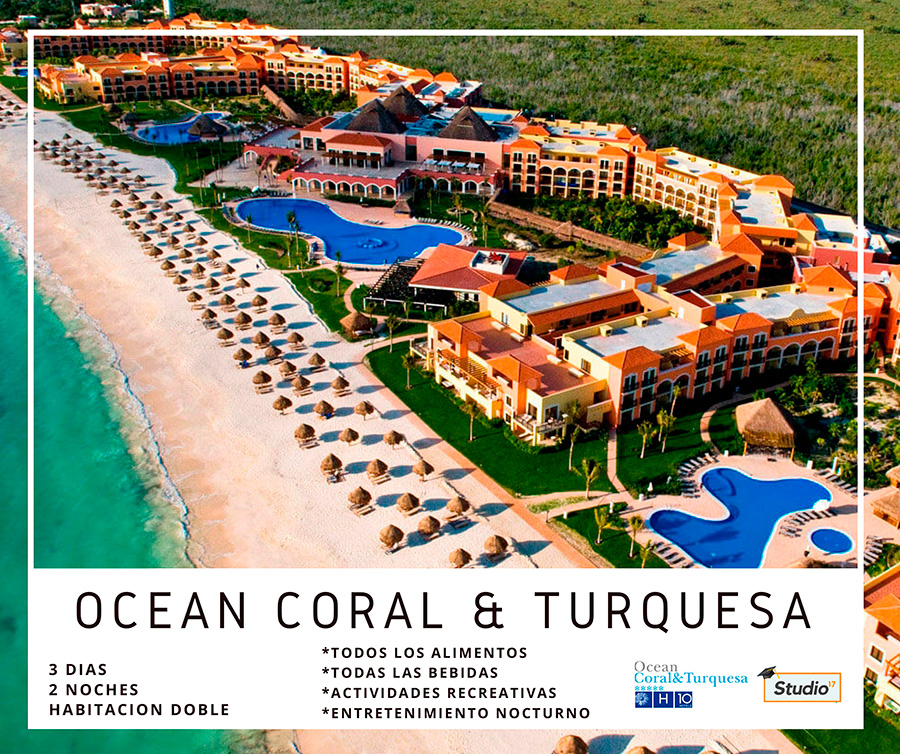 OCEAN CORAL & TURQUESA
3 DIAS
2 NOCHES
HABITACION DOBLE
*TODOS LOS ALIMENTOS
*TODAS LAS BEBIDAS
*ACTIVIDADES RECREATIVAS
*ENTRETENIMIENTO NOCTURNO
Ocean
Coral&Turquesa
H10
Studio17